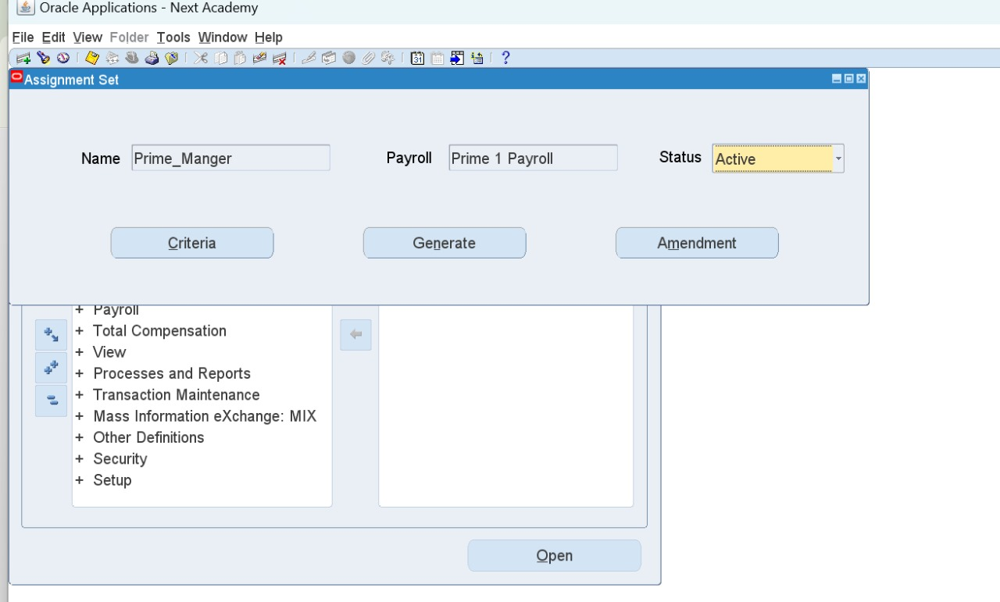 Oracle Applications - Next Academy
File Edit View Folder Tools Window Help
31 ?
Assignment Set
Name Prime_Manger Payroll Prime 1 Payroll Status Active
Criteria Generate Amendment
+ Payroll
+ Total Compensation
+ View
+ Processes and Reports
+ Transaction Maintenance
+ Mass Information eXchange: MIX
+ Other Definitions
+ Security
+ Setup
Open